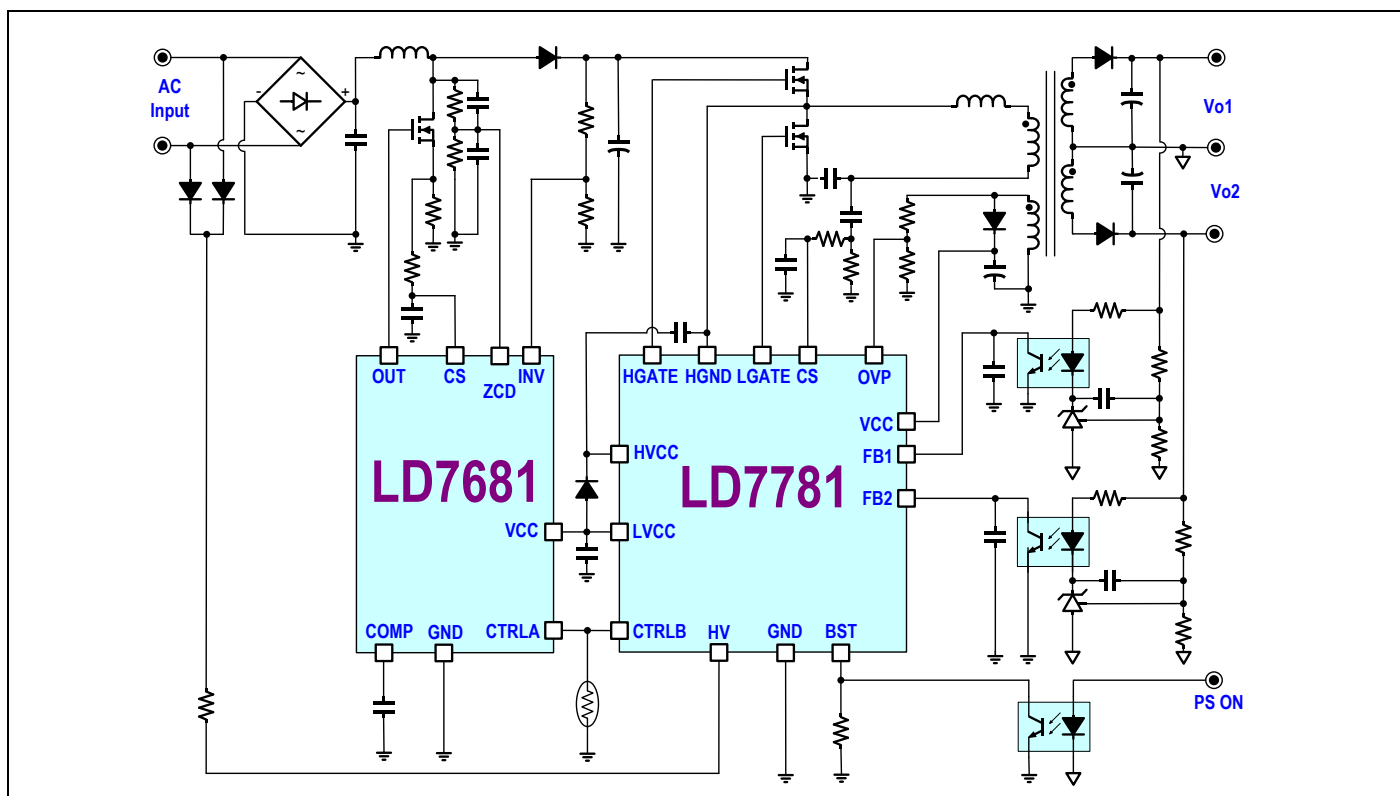 AC
Input
~
-
+
~
Vo1
Vo2
OUT
CS
ZCD
INV
HGATE
HGND
LGATE
CS
OVP
VCC
FB1
FB2
HVCC
LD7681
LD7781
VCC
LVCC
COMP
GND
CTRLA
CTRLB
HV
GND
BST
PS ON